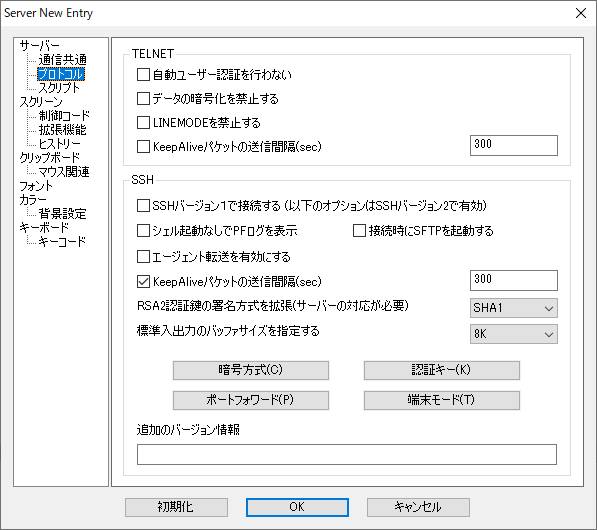 Server New Entry
サーバー
通信共通
プロトコル
スクリプト
スクリーン
制御コード
拡張機能
ヒストリー
クリップボード
マウス関連
フォント
カラー
背景設定
キーボード
キーコード
TELNET
自動ユーザー認証を行わない
データの暗号化を禁止する
LINEMODEを禁止する
KeepAliveパケットの送信間隔(sec) 300
SSH
SSHバージョン1で接続する (以下のオプションはSSHバージョン2で有効)
シェル起動なしでPFログを表示 接続時にSFTPを起動する
エージェント転送を有効にする
KeepAliveパケットの送信間隔(sec) 300
RSA2認証鍵の署名方式を拡張(サーバーの対応が必要) SHA1
標準入出力のバッファサイズを指定する 8K
暗号方式(C) 認証キー(K)
ポートフォワード(P) 端末モード(T)
追加のバージョン情報
初期化 OK キャンセル